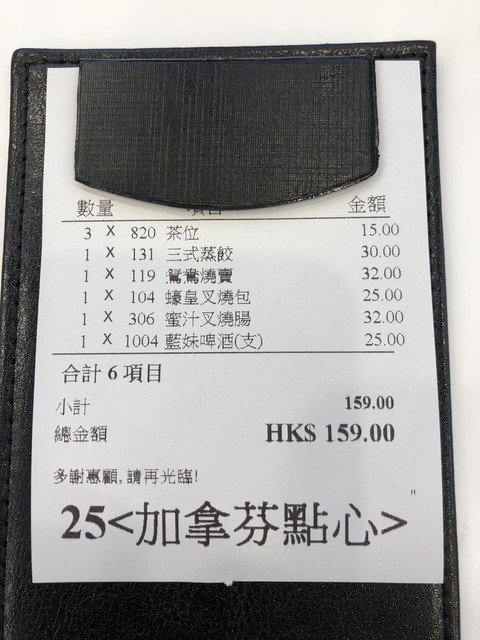 數量 項目 金額
3 X 820 茶位 15.00
1 X 131 三式蒸餃 30.00
1 X 119 鴛鴦燒賣 32.00
1 X 104 蠔皇叉燒包 25.00
1 X 306 蜜汁叉燒腸 32.00
1 X 1004 藍妹啤酒(支) 25.00
合計 6 項目
小計 159.00
總金額 HK$ 159.00
多謝惠顧, 請再光臨!
25<加拿芬點心>